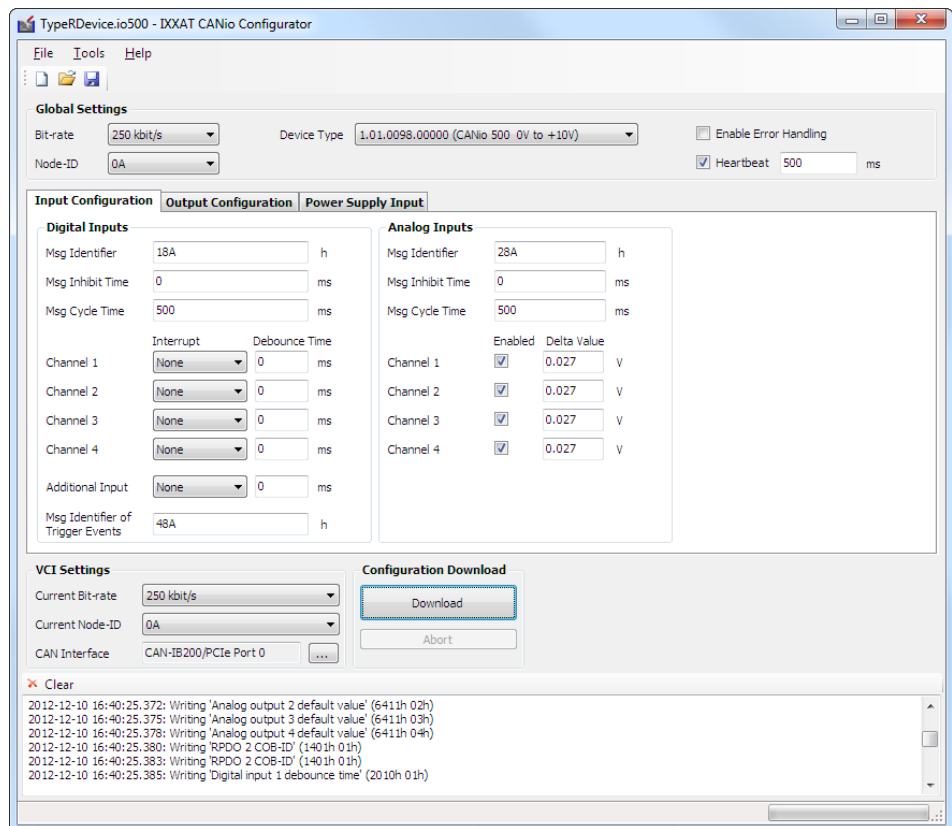 TypeRDevice.io500 - IXXAT CANio Configurator
File Tools Help
Global Settings
Bit-rate 250 kbit/s Device Type 1.01.0098.00000 (CANio 500 0V to +10V) Enable Error Handling
Node-ID 0A Heartbeat 500 ms
Input Configuration Output Configuration Power Supply Input
Digital Inputs Analog Inputs
Msg Identifier 18A h Msg Identifier 28A h
Msg Inhibit Time 0 ms Msg Inhibit Time 0 ms
Msg Cycle Time 500 ms Msg Cycle Time 500 ms
Interrupt Debounce Time Enabled Delta Value
Channel 1 None 0 ms Channel 1 0.027 V
Channel 2 None 0 ms Channel 2 0.027 V
Channel 3 None 0 ms Channel 3 0.027 V
Channel 4 None 0 ms Channel 4 0.027 V
Additional Input None 0 ms
Msg Identifier of
Trigger Events 48A h
VCI Settings Configuration Download
Current Bit-rate 250 kbit/s Download
Current Node-ID 0A Abort
CAN Interface CAN-IB200/PCIe Port 0 ...
Clear
2012-12-10 16:40:25.372: Writing 'Analog output 2 default value' (6411h 02h)
2012-12-10 16:40:25.375: Writing 'Analog output 3 default value' (6411h 03h)
2012-12-10 16:40:25.378: Writing 'Analog output 4 default value' (6411h 04h)
2012-12-10 16:40:25.380: Writing 'RPDO 2 COB-ID' (1401h 01h)
2012-12-10 16:40:25.383: Writing 'RPDO 2 COB-ID' (1401h 01h)
2012-12-10 16:40:25.385: Writing 'Digital input 1 debounce time' (2010h 01h)